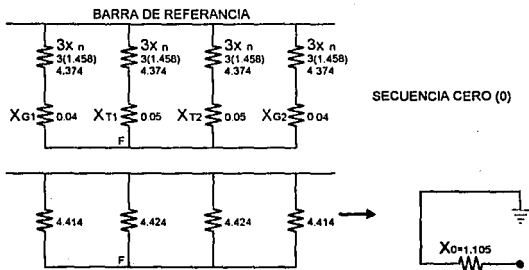 BARRA DE REFERANCIA
3X n 3X n 3X n 3X n
3(1.458) 3(1.458) 3(1.458) 3(1.458)
4.374 4.374 4.374 4.374
SECUENCIA CERO (0)
XG1 0.04 XT1 0.05 XT2 0.05 XG2 0.04
F
4.414 4.424 4.424 4.414
X0=1.105
F